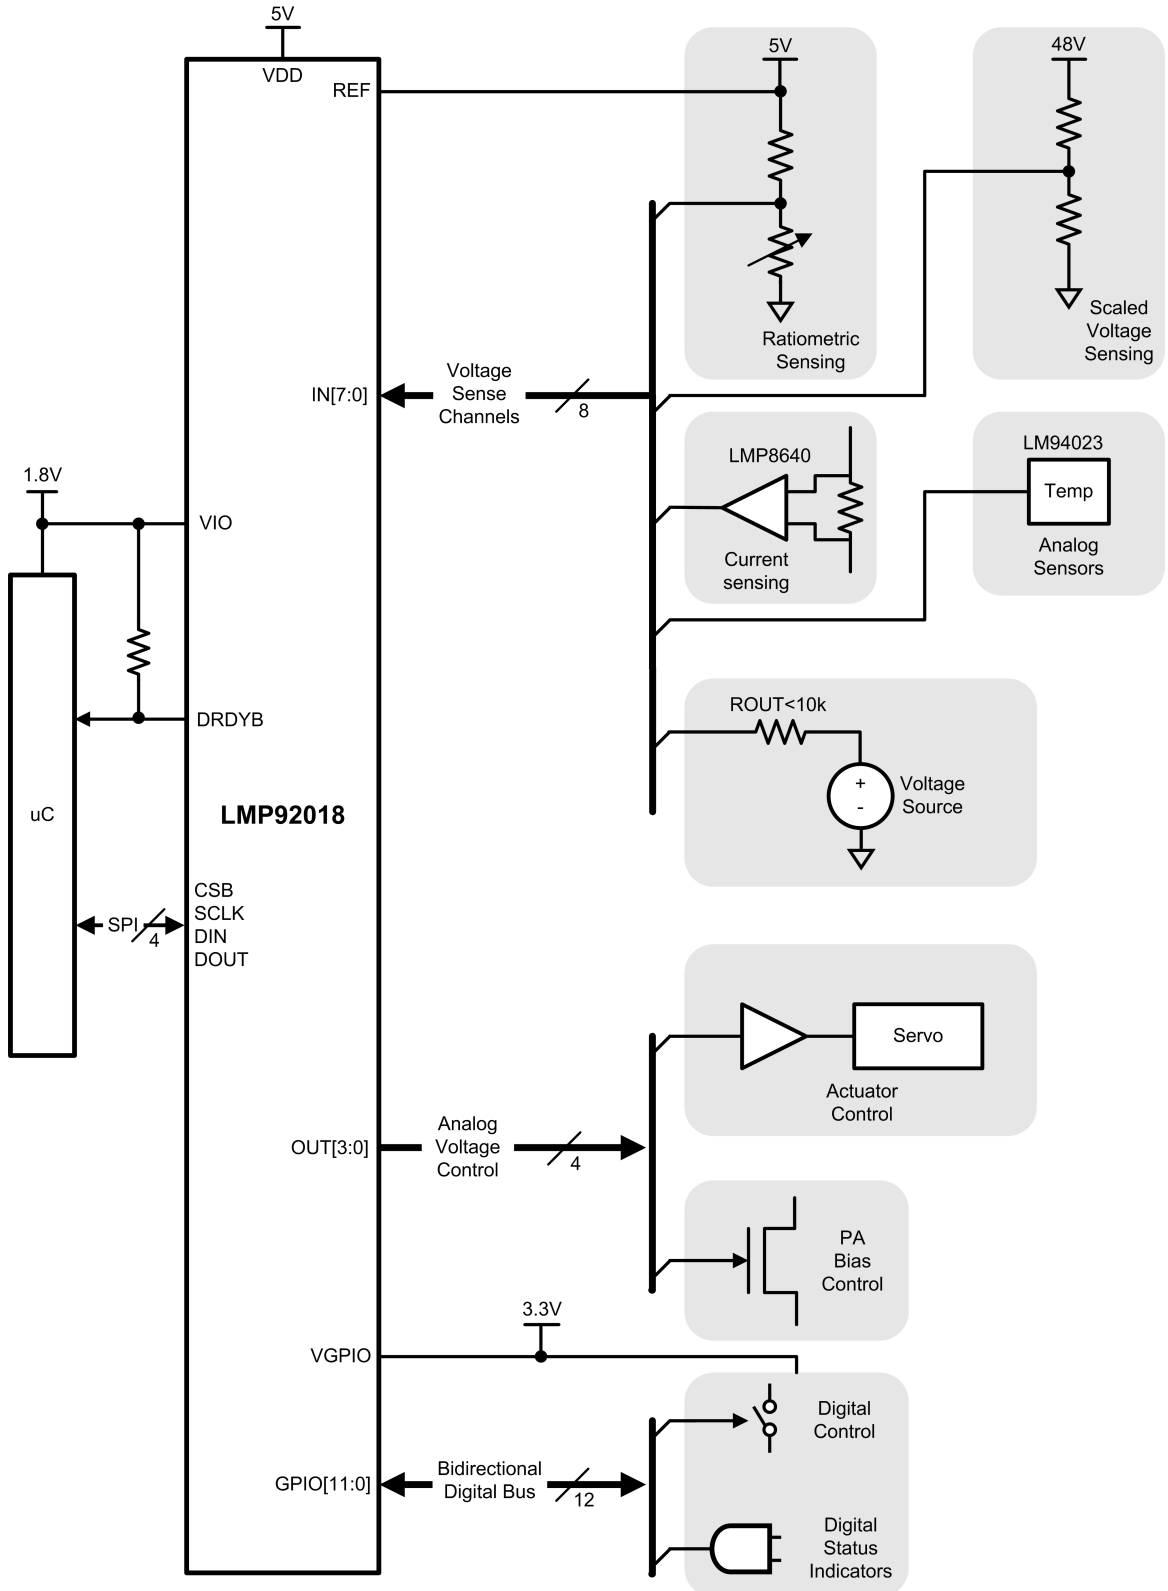 5V
VDD
REF
5V
48V
Ratiometric
Sensing
Scaled
Voltage
Sensing
IN[7:0]
Voltage
Sense
Channels
8
LMP8640
Current
sensing
LM94023
Temp
Analog
Sensors
1.8V
VIO
DRDYB
ROUT<10k
+
-
Voltage
Source
uC
LMP92018
CSB
SCLK
DIN
DOUT
SPI
4
Servo
Actuator
Control
OUT[3:0]
Analog
Voltage
Control
4
PA
Bias
Control
3.3V
VGPIO
Digital
Control
GPIO[11:0]
Bidirectional
Digital Bus
12
Digital
Status
Indicators